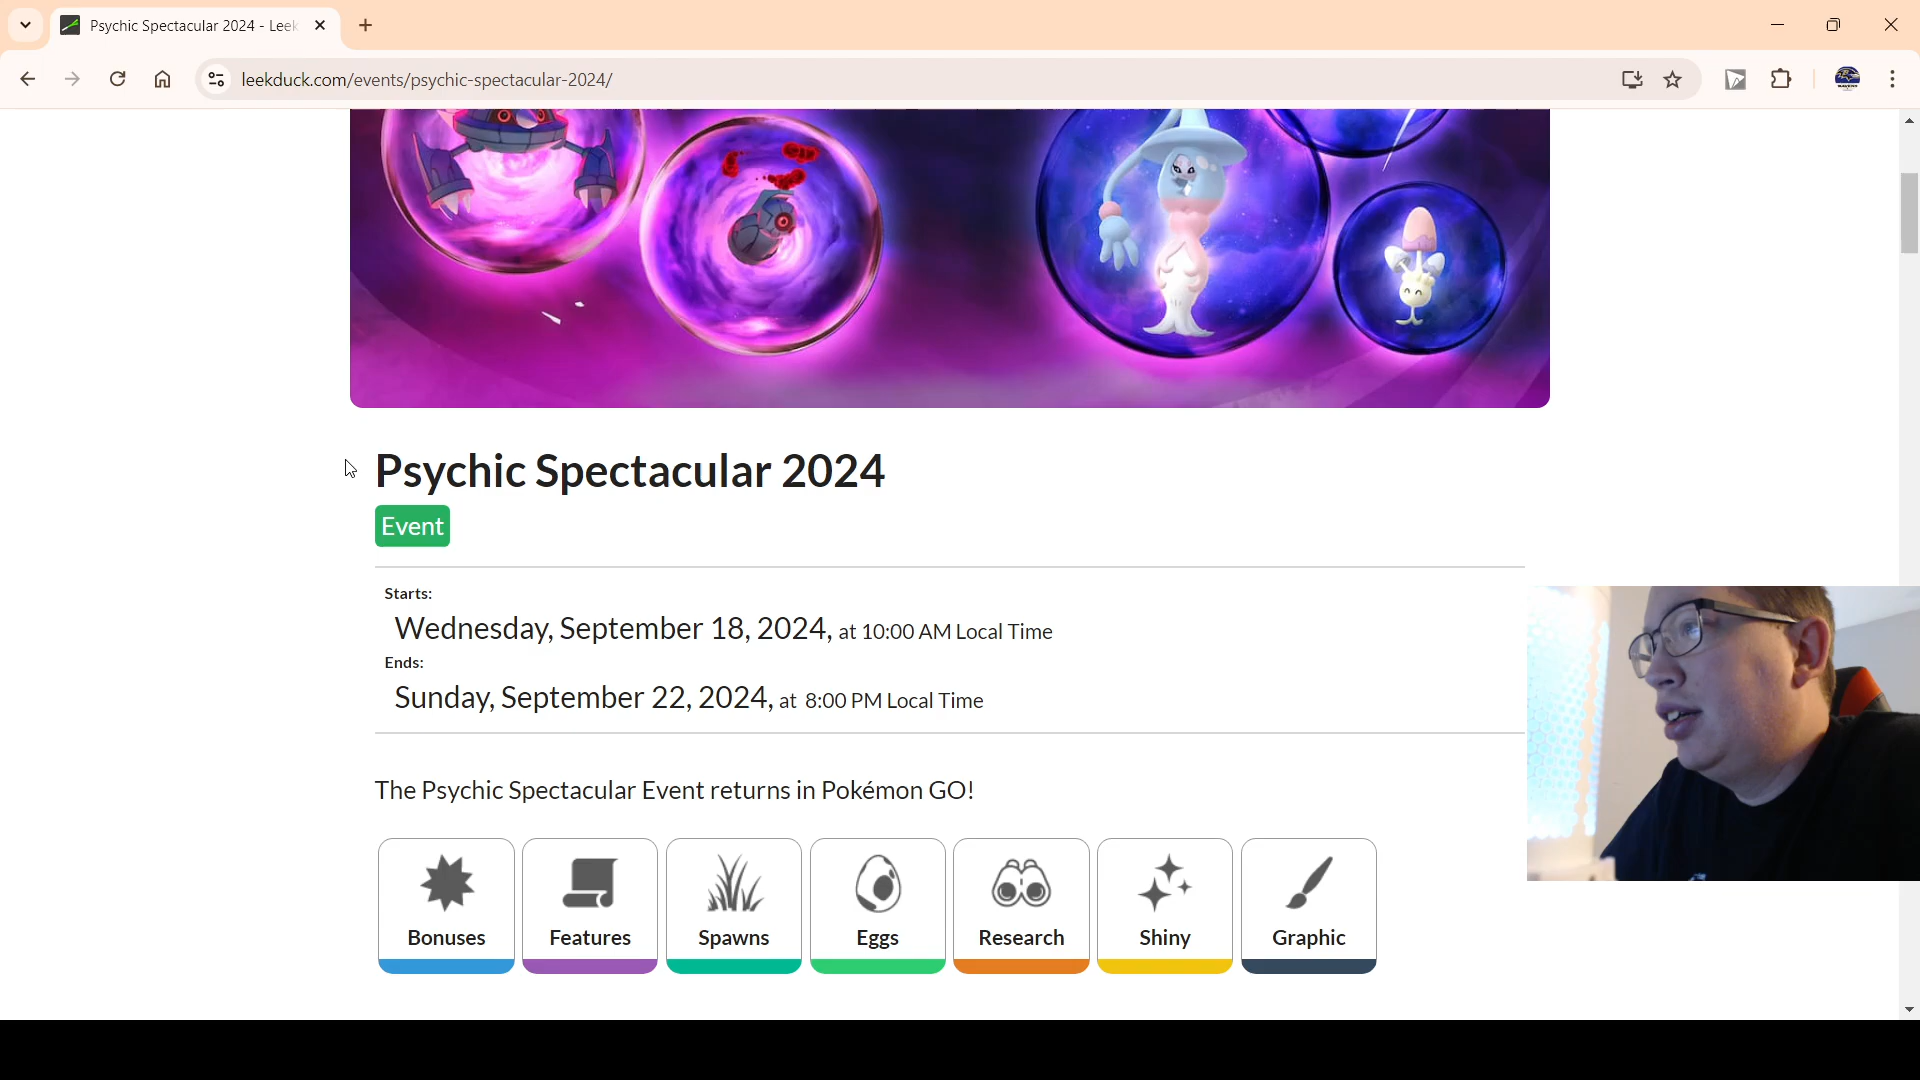 Psychic Spectacular 2024 - Leek
leekduck.com/events/psychic-spectacular-2024/
Psychic Spectacular 2024
Event
Starts:
Wednesday, September 18, 2024, at 10:00 AM Local Time
Ends:
Sunday, September 22, 2024, at 8:00 PM Local Time
The Psychic Spectacular Event returns in Pokémon GO!
Bonuses
Features
Spawns
Eggs
Research
Shiny
Graphic